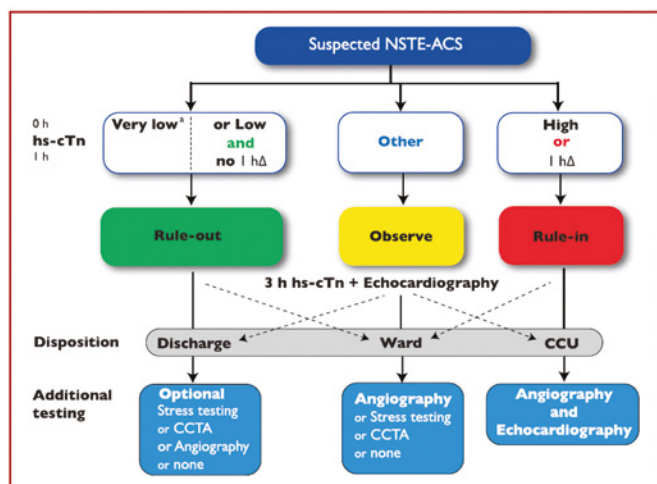 Suspected NSTE-ACS
0 h
hs-cTn
1 h
Very low a
or Low
and
no 1 hΔ
Other
High
or
1 hΔ
Rule-out
Observe
Rule-in
3 h hs-cTn + Echocardiography
Disposition
Discharge
Ward
CCU
Additional
testing
Optional
Stress testing
or CCTA
or Angiography
or none
Angiography
or Stress testing
or CCTA
or none
Angiography
and
Echocardiography